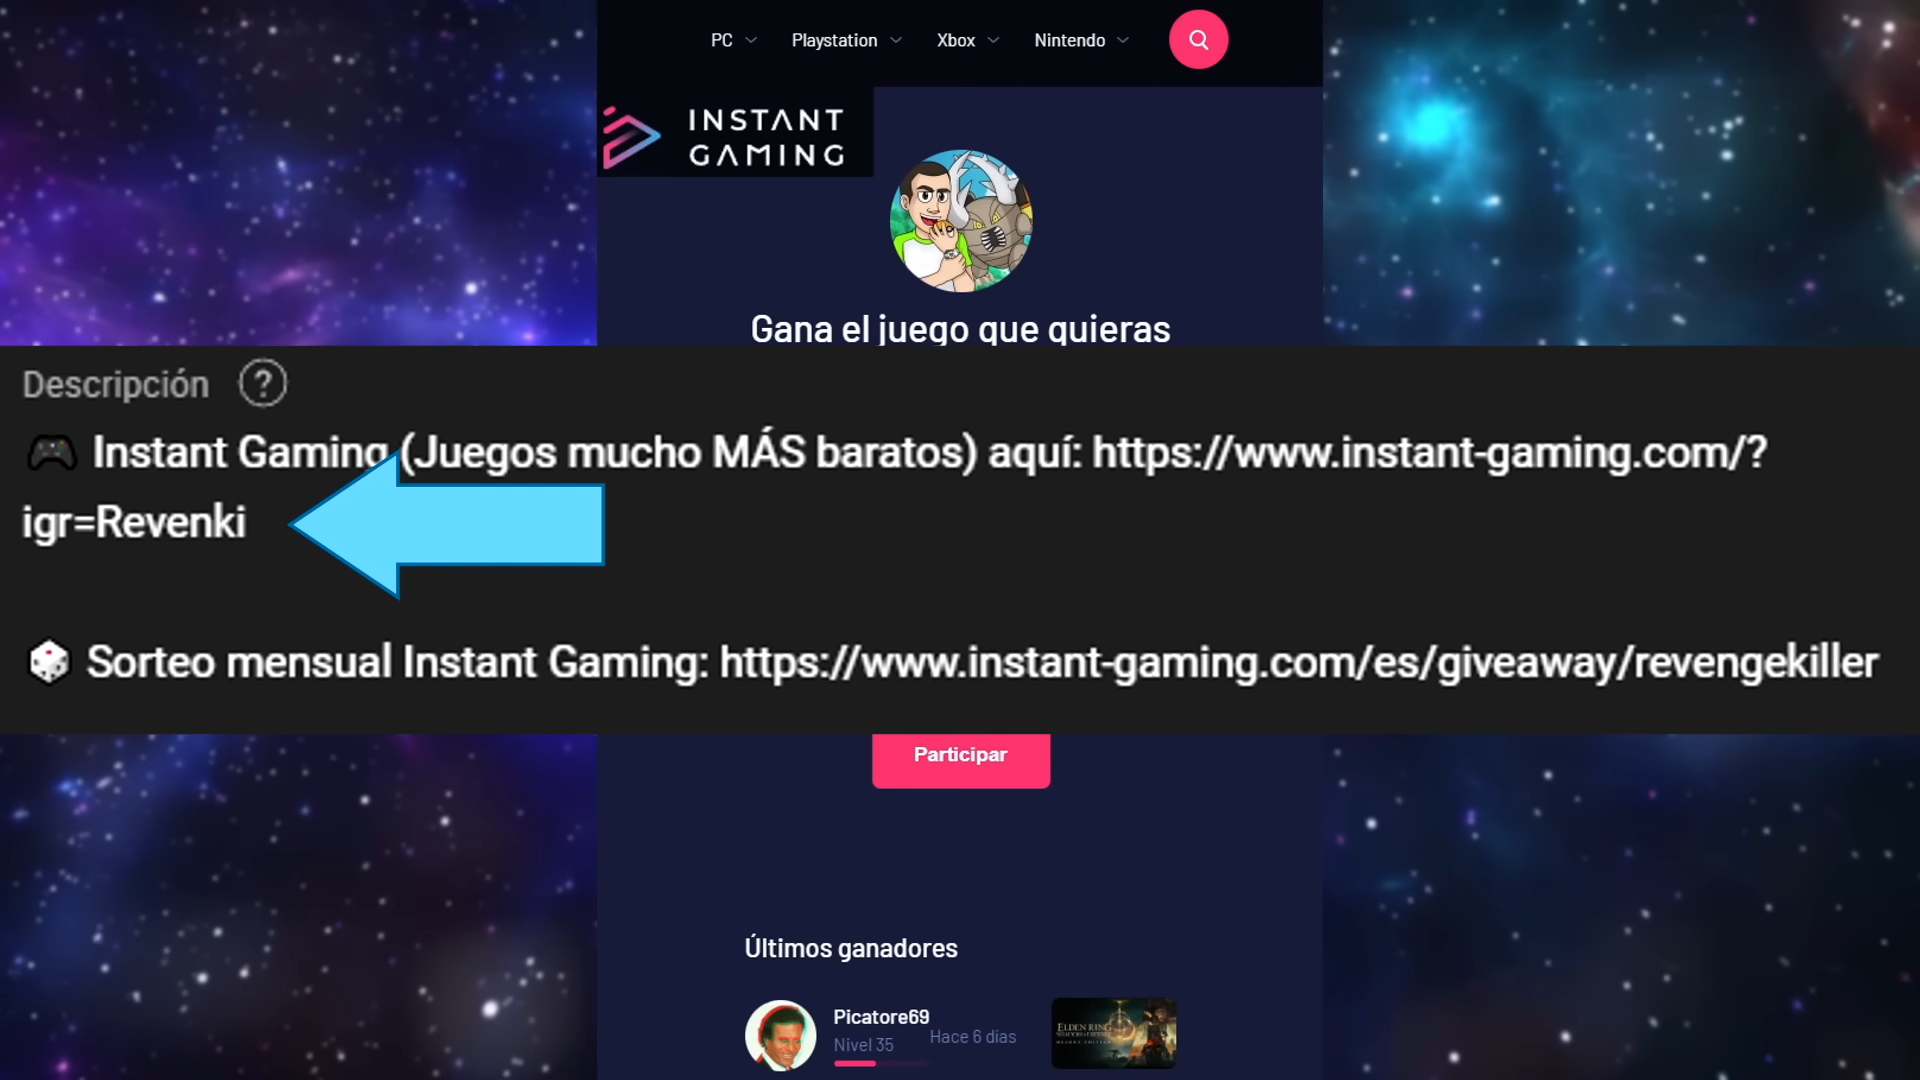 PC
Playstation
Xbox
Nintendo
INSTANT
GAMING
Gana el juego que quieras
Descripción ?
Instant Gaming (Juegos mucho MÁS baratos) aquí: https://www.instant-gaming.com/?
igr=Revenki
Sorteo mensual Instant Gaming: https://www.instant-gaming.com/es/giveaway/revengekiller
Participar
Últimos ganadores
Picatore69
Nivel 35
Hace 6 días
ELDEN RING